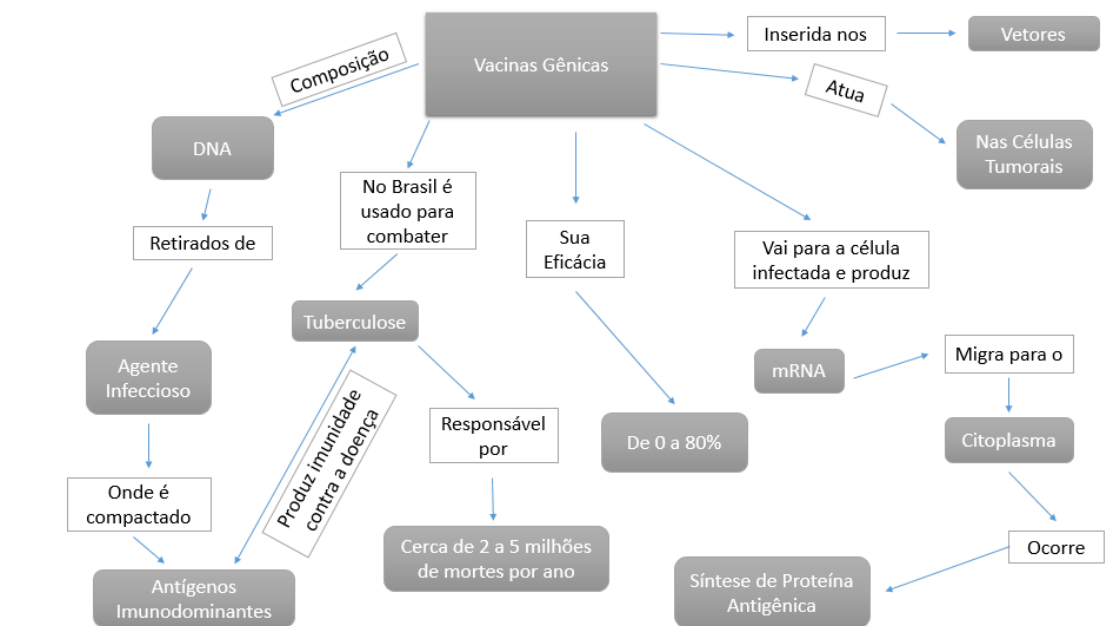 Vacinas Gênicas
Inserida nos
Vetores
Composição
Atua
Nas Células
Tumorais
DNA
No Brasil é
usado para
combater
Retirados de
Sua
Eficácia
Vai para a célula
infectada e produz
Tuberculose
Agente
Infeccioso
mRNA
Migra para o
Produz imunidade
contra a doença
Responsável
por
De 0 a 80%
Citoplasma
Onde é
compactado
Cerca de 2 a 5 milhões
de mortes por ano
Ocorre
Antígenos
Imunodominantes
Síntese de Proteína
Antigênica